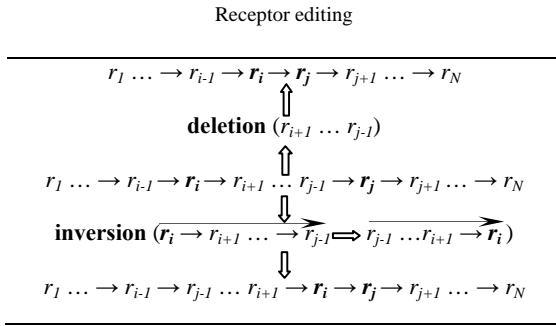 Receptor editing
r1 … → ri-1 → ri → rj → rj+1 … → rN
deletion (ri+1 … rj-1)
r1 … → ri-1 → ri → ri+1 … rj-1 → rj → rj+1 … → rN
inversion (ri → ri+1 … → rj-1 ⇨ rj-1 …ri+1 → ri)
r1 … → ri-1 → rj-1 … ri+1 → ri → rj → rj+1 … → rN